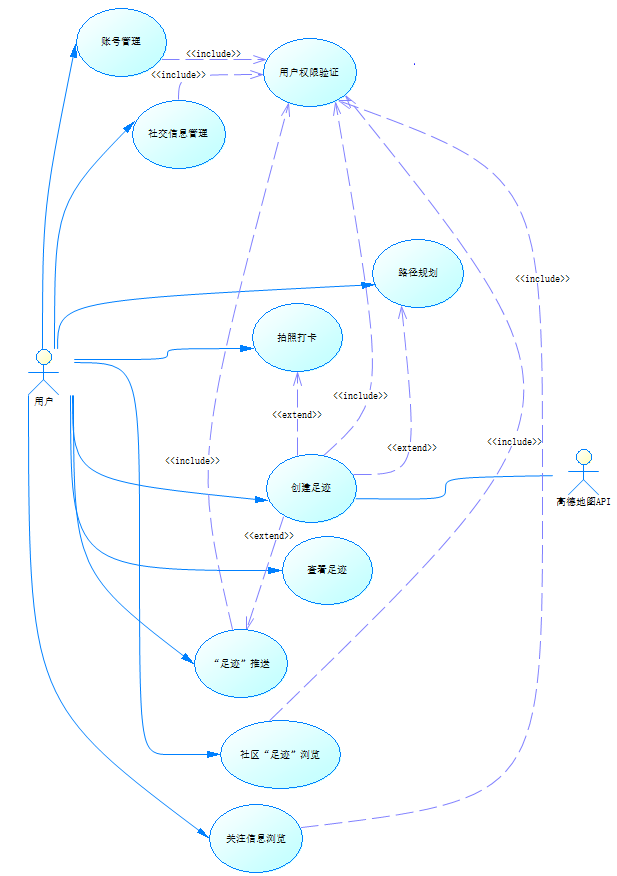 账号管理
<<include>>
<<include>>
用户权限验证
社交信息管理
路径规划
<<include>>
拍照打卡
用户
<<include>>
<<extend>>
<<include>>
<<extend>>
<<include>>
创建足迹
高德地图API
<<extend>>
查看足迹
“足迹”推送
社区“足迹”浏览
关注信息浏览